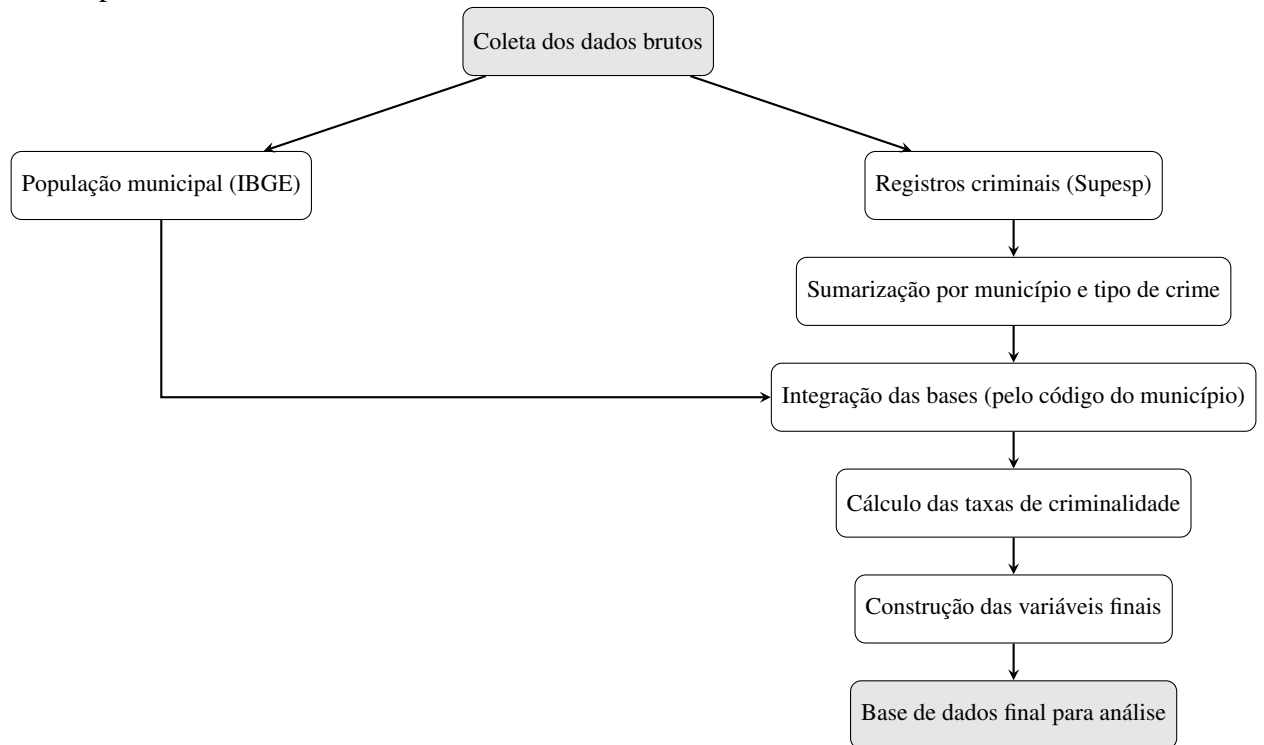 Coleta dos dados brutos
População municipal (IBGE)
Registros criminais (Supesp)
Sumarização por município e tipo de crime
Integração das bases (pelo código do município)
Cálculo das taxas de criminalidade
Construção das variáveis finais
Base de dados final para análise